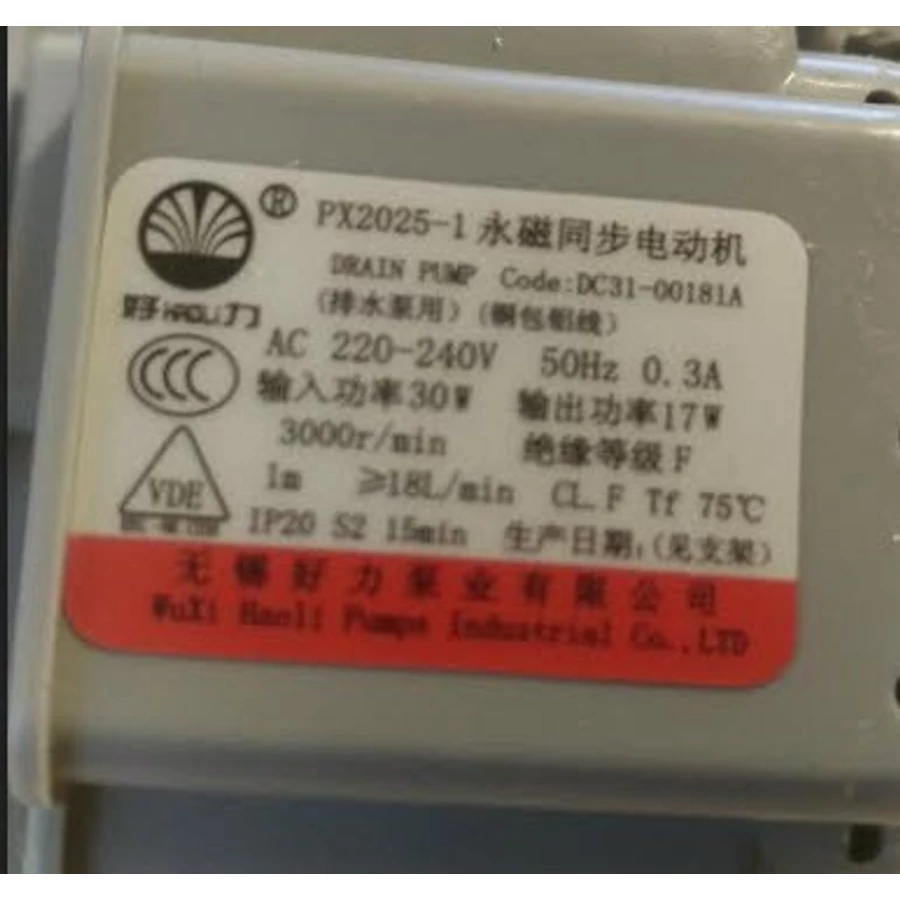 ® PX2025-1 永磁同步电动机
DRAIN PUMP Code:DC31-00181A
好HAOLI力 (排水泵用) (铜包铝线)
AC 220-240V 50Hz 0.3A
输入功率30W 输出功率17W
3000r/min 绝缘等级F
1m ≥18L/min CL.F Tf 75℃
VDE
IP20 S2 15min 生产日期:(见支架)
无锡好力泵业有限公司
WuXi Haoli Pumps Industrial Co.,LTD